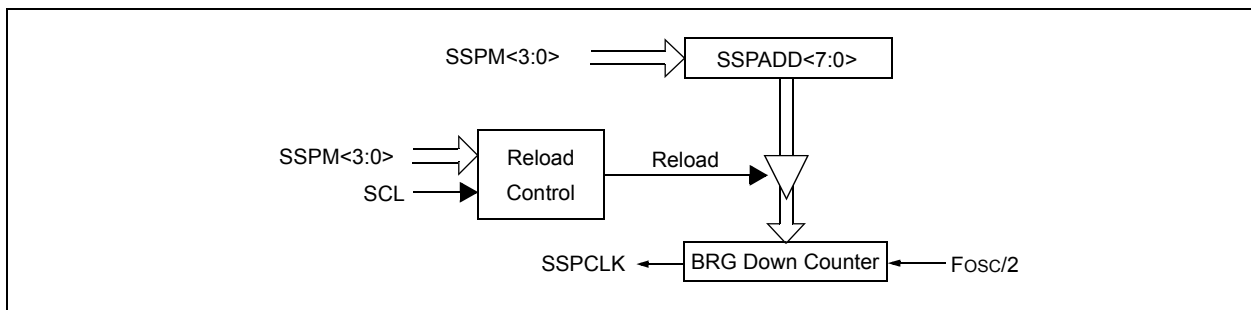 SSPM<3:0>
SSPADD<7:0>
SSPM<3:0>
SCL
Reload
Control
Reload
SSPCLK
BRG Down Counter
FOSC/2